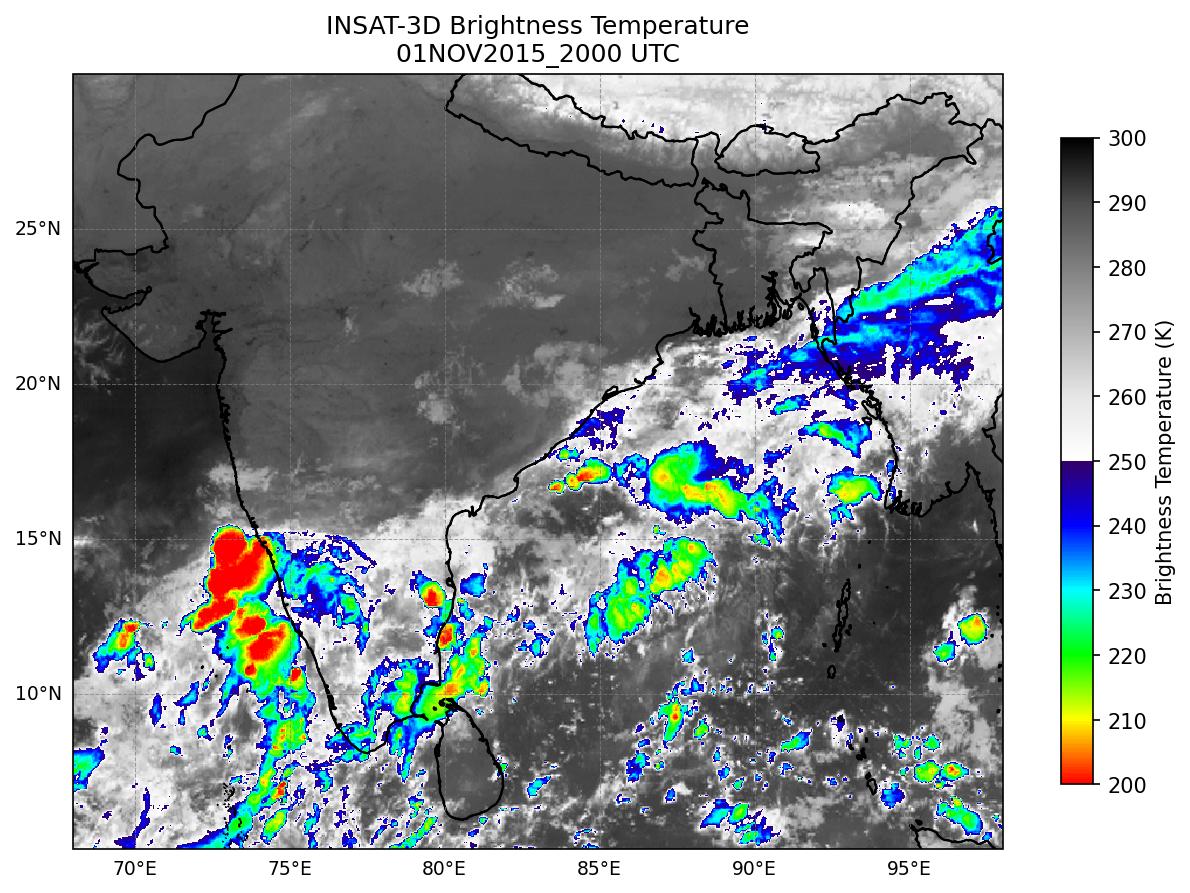 INSAT-3D Brightness Temperature
01NOV2015_2000 UTC
25°N
20°N
15°N
10°N
70°E
75°E
80°E
85°E
90°E
95°E
300
290
280
270
260
250
240
230
220
210
200
Brightness Temperature (K)